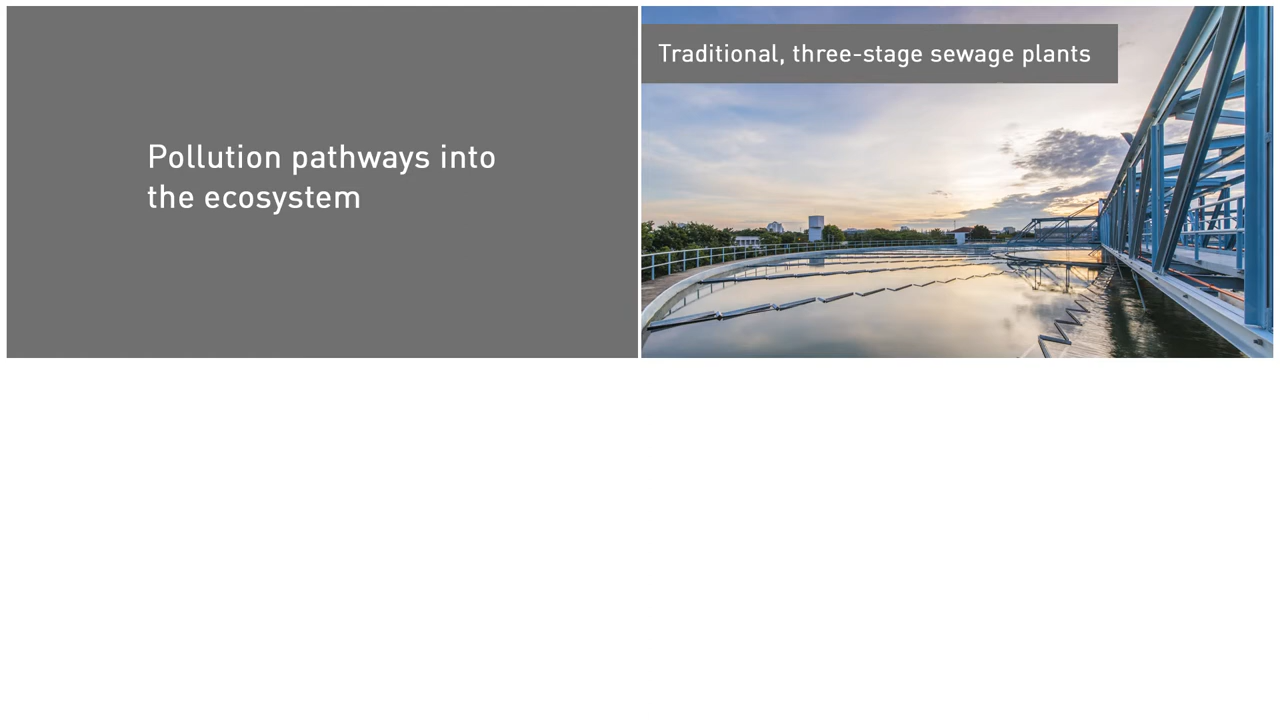 Pollution pathways into
the ecosystem
Traditional, three-stage sewage plants